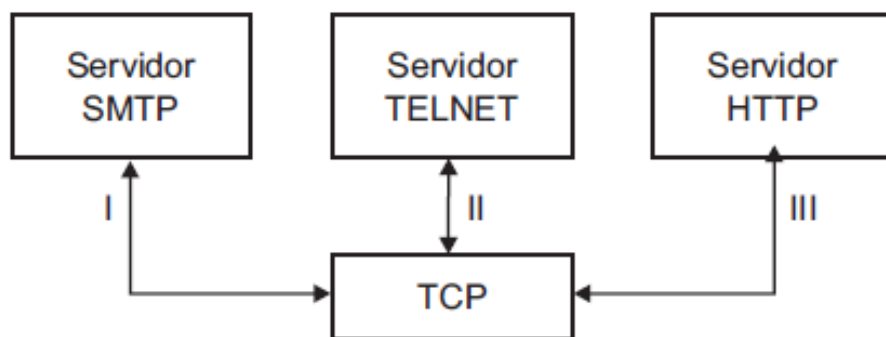 Servidor
SMTP
Servidor
TELNET
Servidor
HTTP
I
II
III
TCP